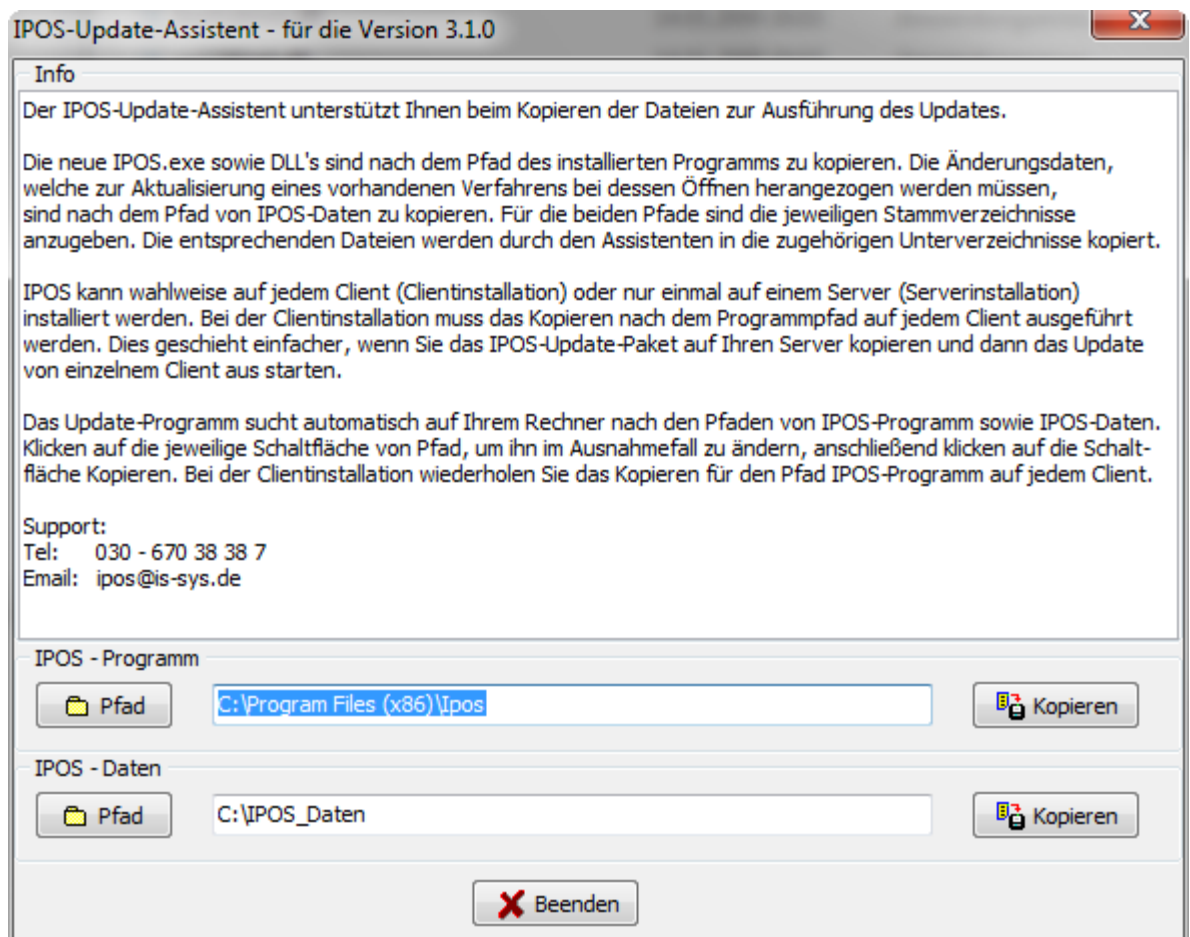 IPOS-Update-Assistent - für die Version 3.1.0
Info
Der IPOS-Update-Assistent unterstützt Ihnen beim Kopieren der Dateien zur Ausführung des Updates.
Die neue IPOS.exe sowie DLL's sind nach dem Pfad des installierten Programms zu kopieren. Die Änderungsdaten,
welche zur Aktualisierung eines vorhandenen Verfahrens bei dessen Öffnen herangezogen werden müssen,
sind nach dem Pfad von IPOS-Daten zu kopieren. Für die beiden Pfade sind die jeweiligen Stammverzeichnisse
anzugeben. Die entsprechenden Dateien werden durch den Assistenten in die zugehörigen Unterverzeichnisse kopiert.
IPOS kann wahlweise auf jedem Client (Clientinstallation) oder nur einmal auf einem Server (Serverinstallation)
installiert werden. Bei der Clientinstallation muss das Kopieren nach dem Programmpfad auf jedem Client ausgeführt
werden. Dies geschieht einfacher, wenn Sie das IPOS-Update-Paket auf Ihren Server kopieren und dann das Update
von einzelnem Client aus starten.
Das Update-Programm sucht automatisch auf Ihrem Rechner nach den Pfaden von IPOS-Programm sowie IPOS-Daten.
Klicken auf die jeweilige Schaltfläche von Pfad, um ihn im Ausnahmefall zu ändern, anschließend klicken auf die Schalt-
fläche Kopieren. Bei der Clientinstallation wiederholen Sie das Kopieren für den Pfad IPOS-Programm auf jedem Client.
Support:
Tel: 030 - 670 38 38 7
Email: ipos@is-sys.de
IPOS - Programm
Pfad C:\Program Files (x86)\Ipos Kopieren
IPOS - Daten
Pfad C:\IPOS_Daten Kopieren
Beenden